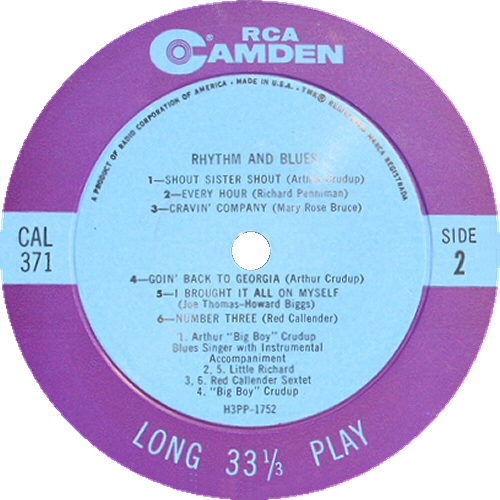 RCA
CAMDEN
A PRODUCT OF RADIO CORPORATION OF AMERICA - MADE IN U.S.A. - TMK® REGISTERED MARCA REGISTRADA
RHYTHM AND BLUES
1—SHOUT SISTER SHOUT (Arthur Crudup)
2—EVERY HOUR (Richard Penniman)
3—CRAVIN' COMPANY (Mary Rose Bruce)
CAL
371
SIDE
2
4—GOIN' BACK TO GEORGIA (Arthur Crudup)
5—I BROUGHT IT ALL ON MYSELF
(Joe Thomas-Howard Biggs)
6—NUMBER THREE (Red Callender)
1. Arthur "Big Boy" Crudup
Blues Singer with Instrumental
Accompaniment
2, 5. Little Richard
3, 6. Red Callender Sextet
4. "Big Boy" Crudup
H3PP-1752
LONG 33⅓ PLAY